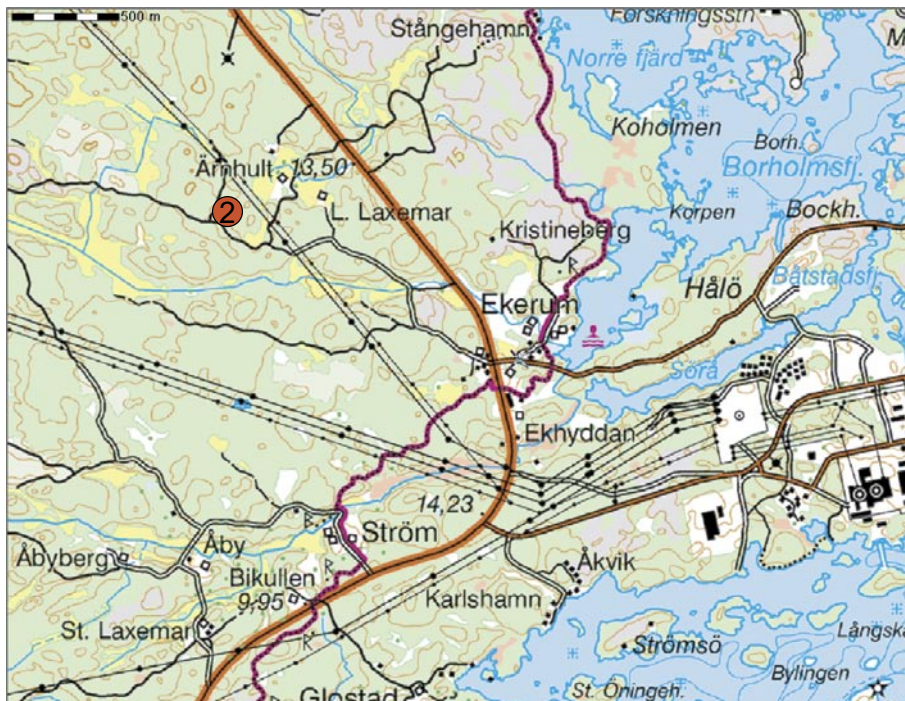 500 m
Forskningsstn
Stångehamn
Norre fjärd
Koholmen
15
Borh.
Ämhult
13,50
Borholmsfj.
2
L. Laxemar
Korpen
Bockh.
Kristineberg
Hålö
Båtstadsfj.
Ekerum
Sörå
Ekhyddan
14,23
Ström
Åby
Åbyberg
Bikullen
Åkvik
9,95
Karlshamn
St. Laxemar
Strömsö
Långska
Bylingen
Glostad
St. Öningeh.